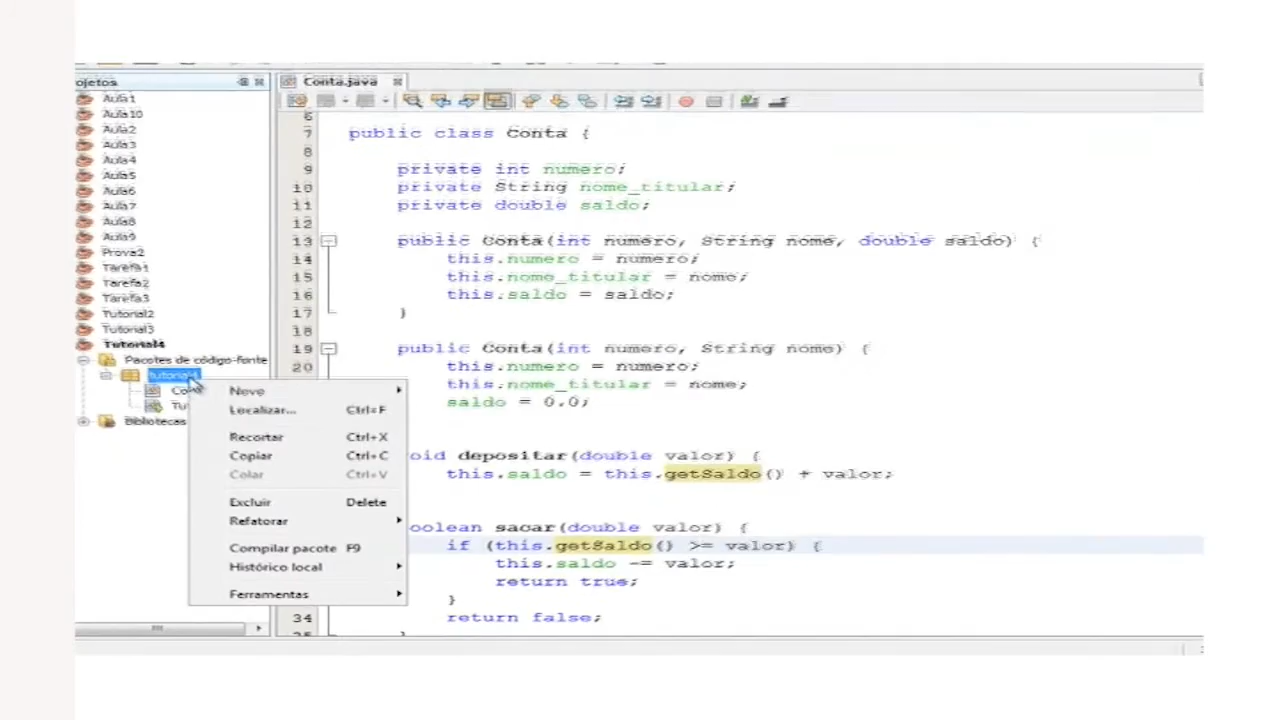 ojetos
Aula1
Aula10
Aula2
Aula3
Aula4
Aula5
Aula6
Aula7
Aula8
Aula9
Prova2
Tarefa1
Tarefa2
Tarefa3
Tutorial2
Tutorial3
Tutorial4
Pacotes de código-fonte
tutorial4
Co
Tu
Bibliotecas
Novo
Localizar... Ctrl+F
Recortar Ctrl+X
Copiar Ctrl+C
Colar Ctrl+V
Excluir Delete
Refatorar
Compilar pacote F9
Histórico local
Ferramentas
Conta.java
6
7 public class Conta {
8
9 private int numero;
10 private String nome_titular;
11 private double saldo;
12
13 public Conta(int numero, String nome, double saldo) {
14 this.numero = numero;
15 this.nome_titular = nome;
16 this.saldo = saldo;
17 }
18
19 public Conta(int numero, String nome) {
20 this.numero = numero;
this.nome_titular = nome;
saldo = 0.0;
oid depositar(double valor) {
this.saldo = this.getSaldo() + valor;
oolean sacar(double valor) {
if (this.getSaldo() >= valor) {
this.saldo -= valor;
return true;
}
34 return false;
35 }